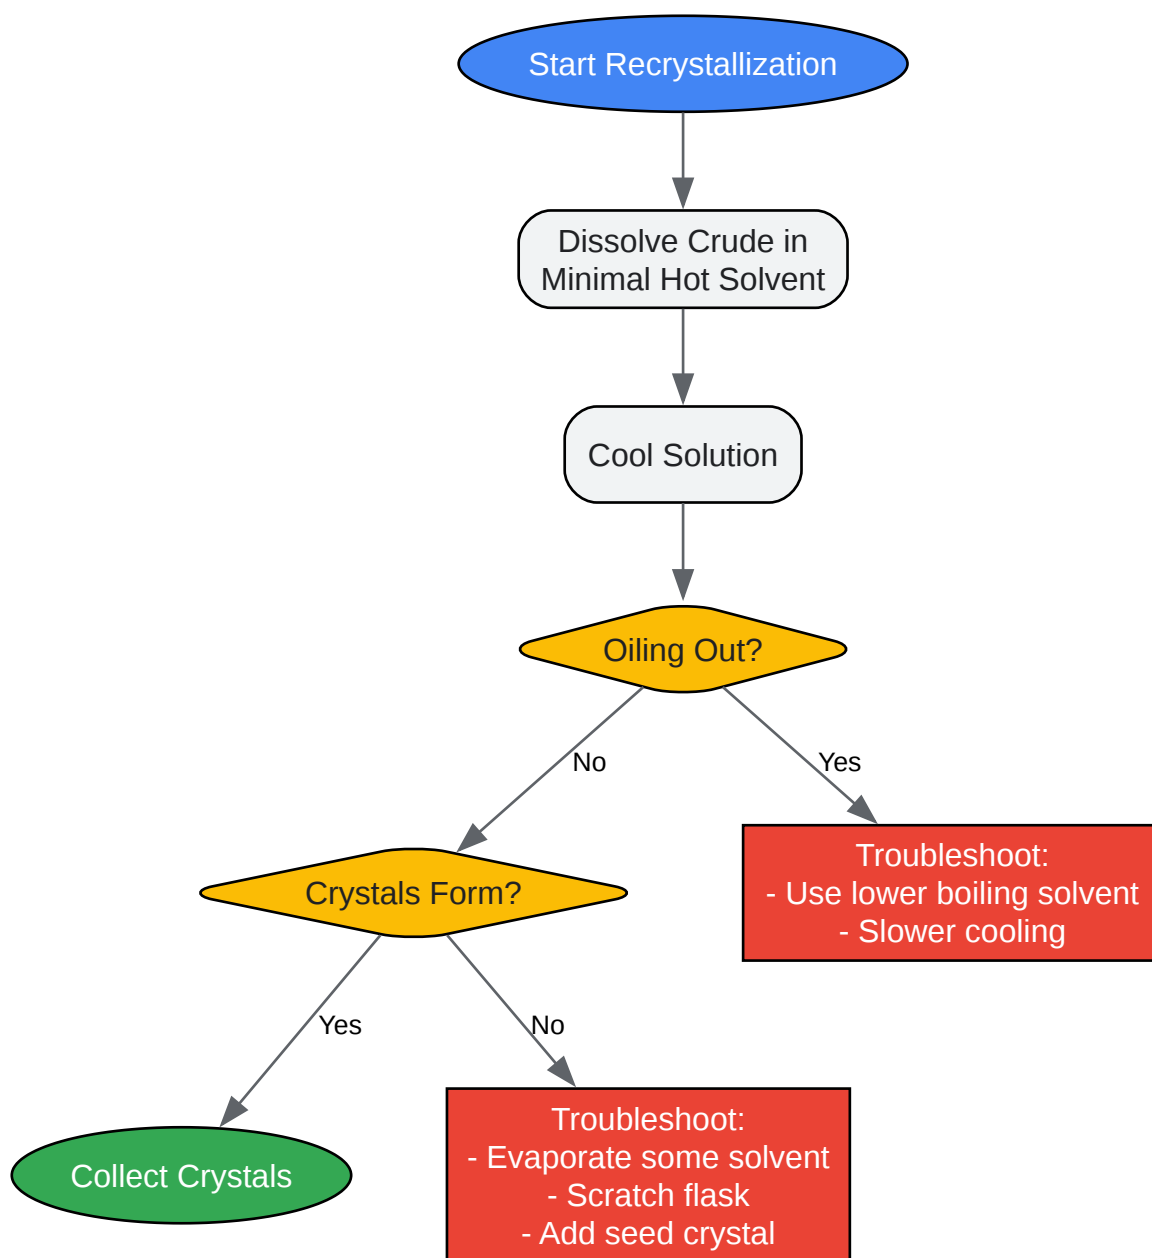 Start Recrystallization
Dissolve Crude in
Minimal Hot Solvent
Cool Solution
Oiling Out?
No
Yes
Crystals Form?
Troubleshoot:
- Use lower boiling solvent
- Slower cooling
Yes
No
Collect Crystals
Troubleshoot:
- Evaporate some solvent
- Scratch flask
- Add seed crystal